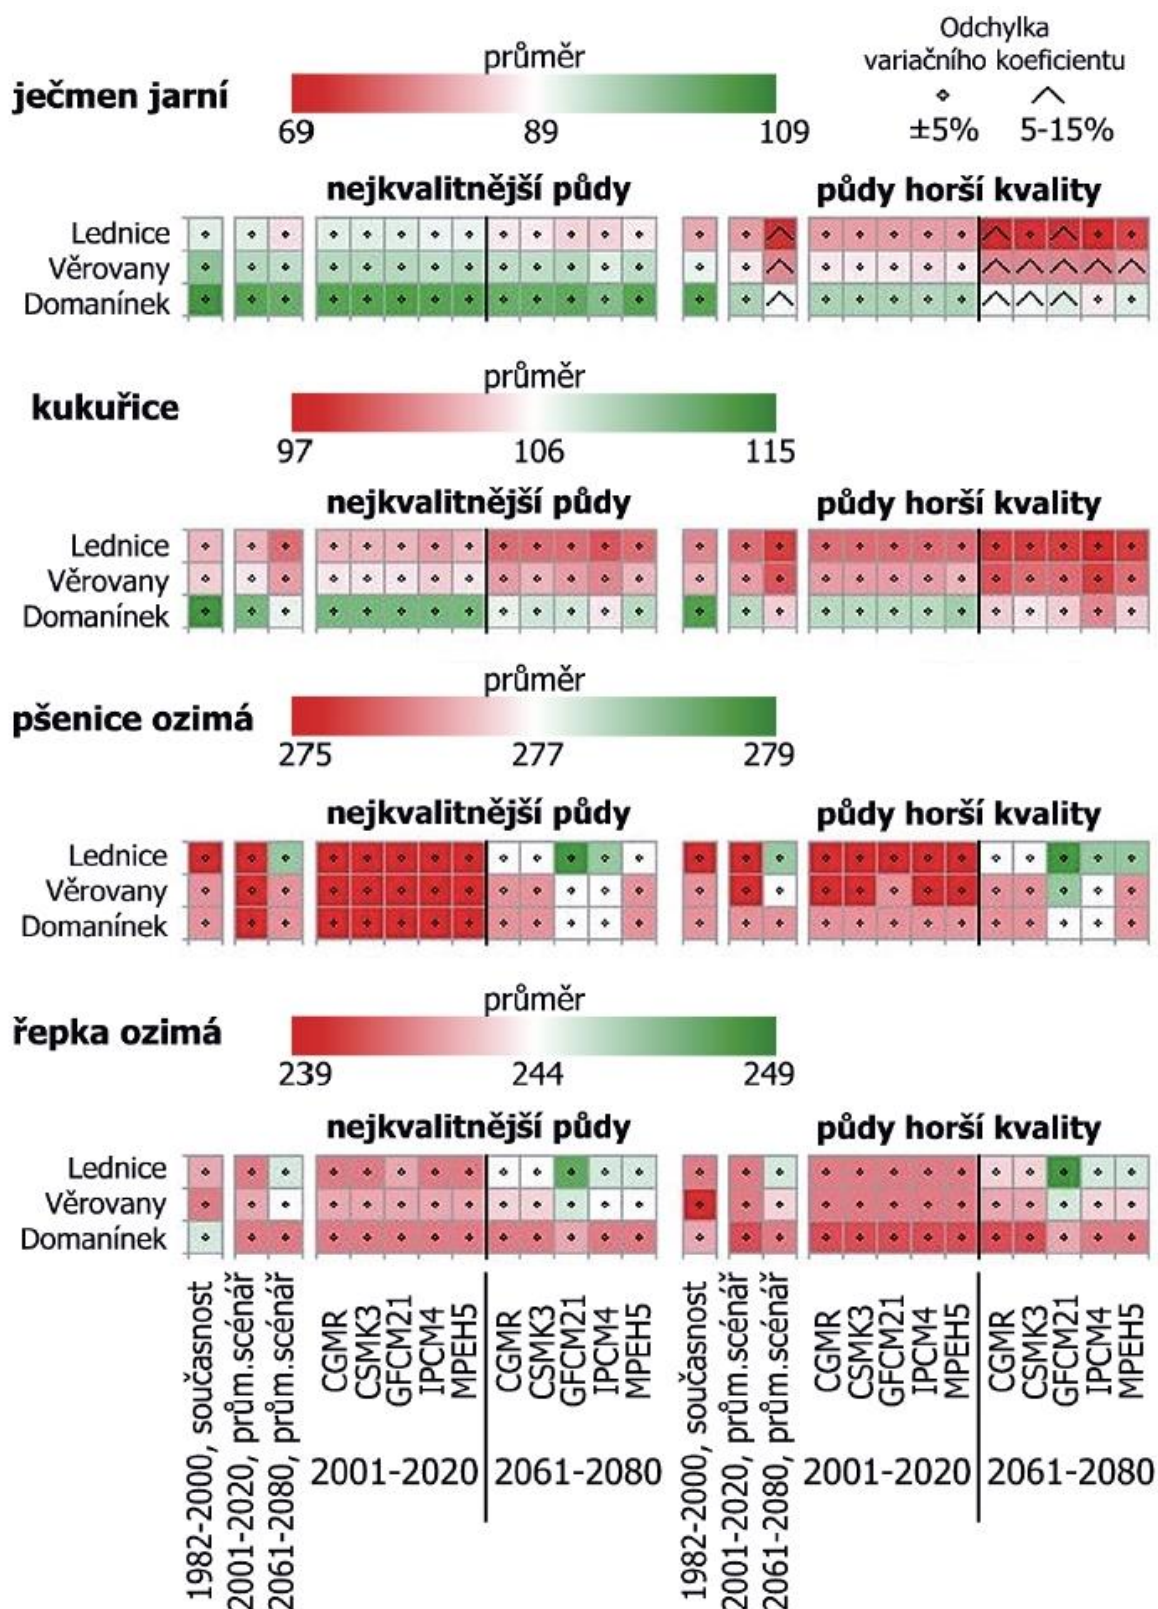 Odchylka
variačního koeficientu
±5% 5-15%
ječmen jarní
průměr
69 89 109
nejkvalitnější půdy půdy horší kvality
Lednice
Věrovany
Domanínek
kukuřice
průměr
97 106 115
nejkvalitnější půdy půdy horší kvality
Lednice
Věrovany
Domanínek
pšenice ozimá
průměr
275 277 279
nejkvalitnější půdy půdy horší kvality
Lednice
Věrovany
Domanínek
řepka ozimá
průměr
239 244 249
nejkvalitnější půdy půdy horší kvality
Lednice
Věrovany
Domanínek
1982-2000, současnost
2001-2020, prům.scénář
2061-2080, prům.scénář
CGMR
CSMK3
GFCM21
IPCM4
MPEH5
2001-2020
CGMR
CSMK3
GFCM21
IPCM4
MPEH5
2061-2080
1982-2000, současnost
2001-2020, prům.scénář
2061-2080, prům.scénář
CGMR
CSMK3
GFCM21
IPCM4
MPEH5
2001-2020
CGMR
CSMK3
GFCM21
IPCM4
MPEH5
2061-2080